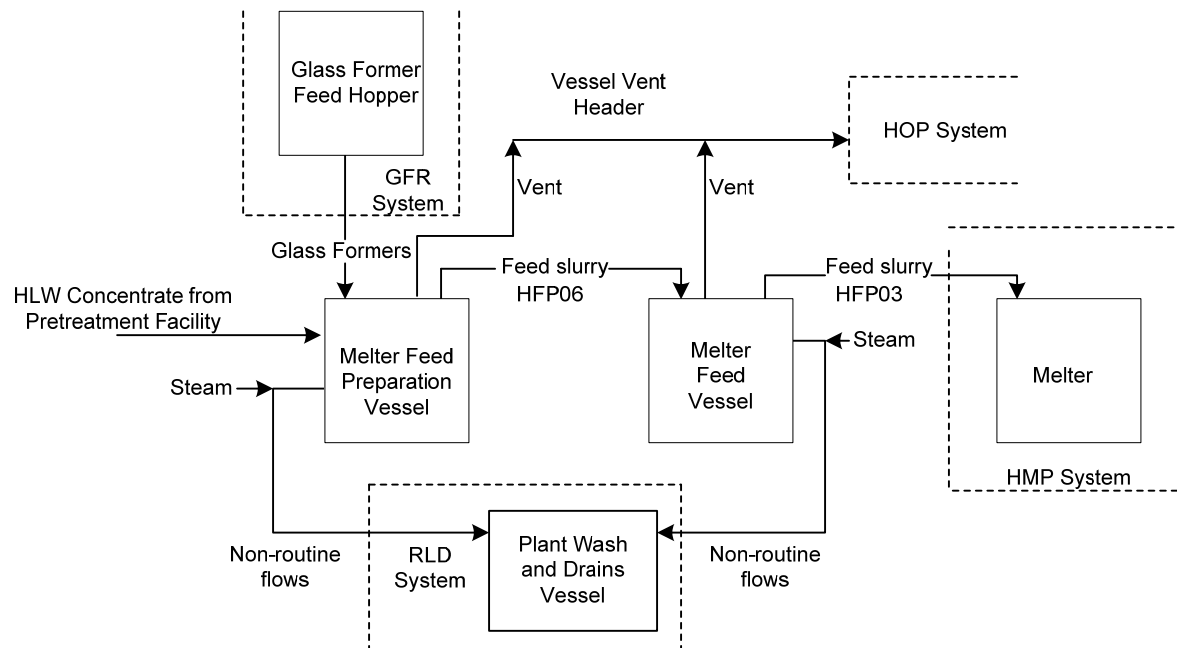 Glass Former
Feed Hopper
GFR
System
Vessel Vent
Header
HOP System
Vent
Vent
Glass Formers
Feed slurry
HFP06
Feed slurry
HFP03
HLW Concentrate from
Pretreatment Facility
Steam
Melter Feed
Preparation
Vessel
Melter
Feed
Vessel
Steam
Melter
HMP System
Non-routine
flows
RLD
System
Plant Wash
and Drains
Vessel
Non-routine
flows